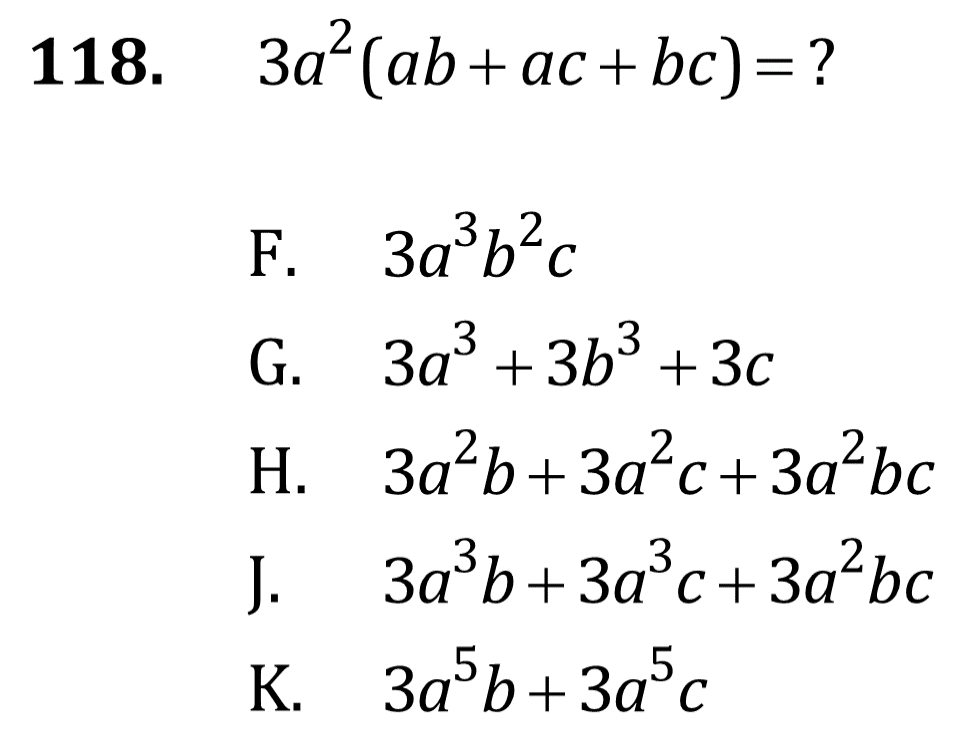 118. 3a²(ab + ac + bc) = ?
F. 3a³b²c
G. 3a³ + 3b³ + 3c
H. 3a²b + 3a²c + 3a²bc
J. 3a³b + 3a³c + 3a²bc
K. 3a⁵b + 3a⁵c